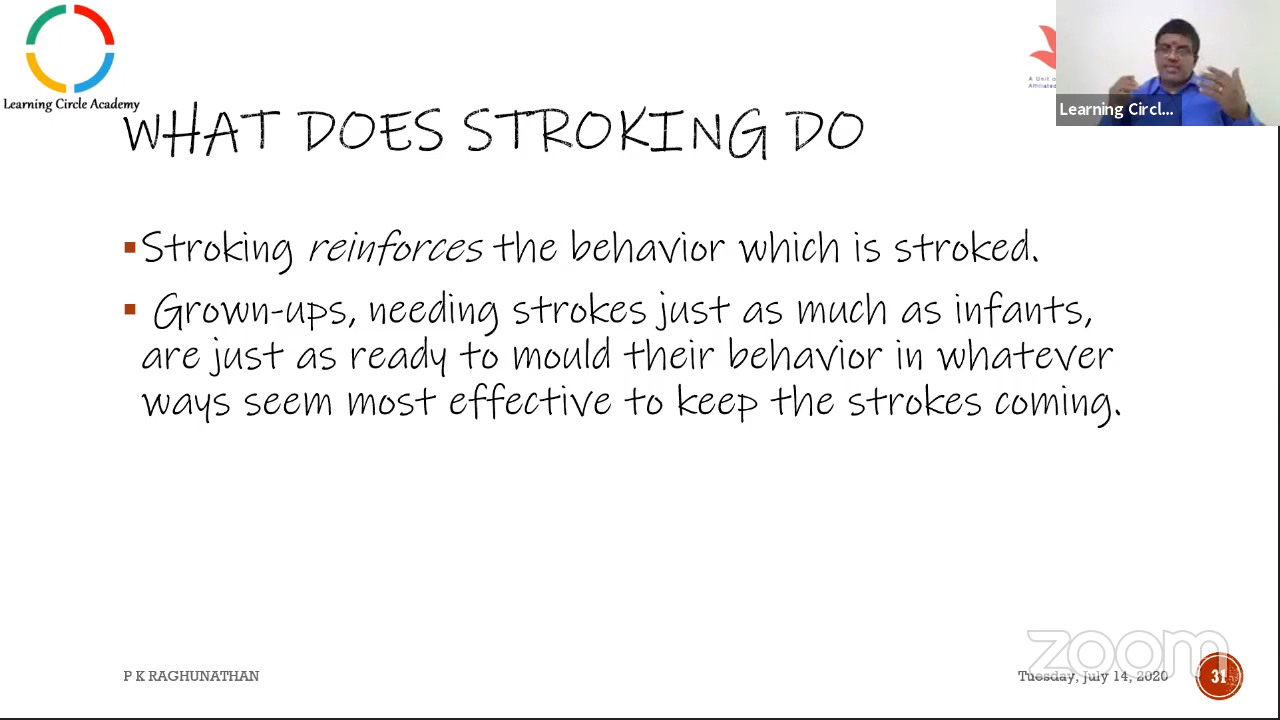 Learning Circle Academy
A Unit o
Affiliated
Learning Circl...
WHAT DOES STROKING DO
Stroking reinforces the behavior which is stroked.
Grown-ups, needing strokes just as much as infants,
are just as ready to mould their behavior in whatever
ways seem most effective to keep the strokes coming.
zoom
P K RAGHUNATHAN
Tuesday, July 14, 2020
31